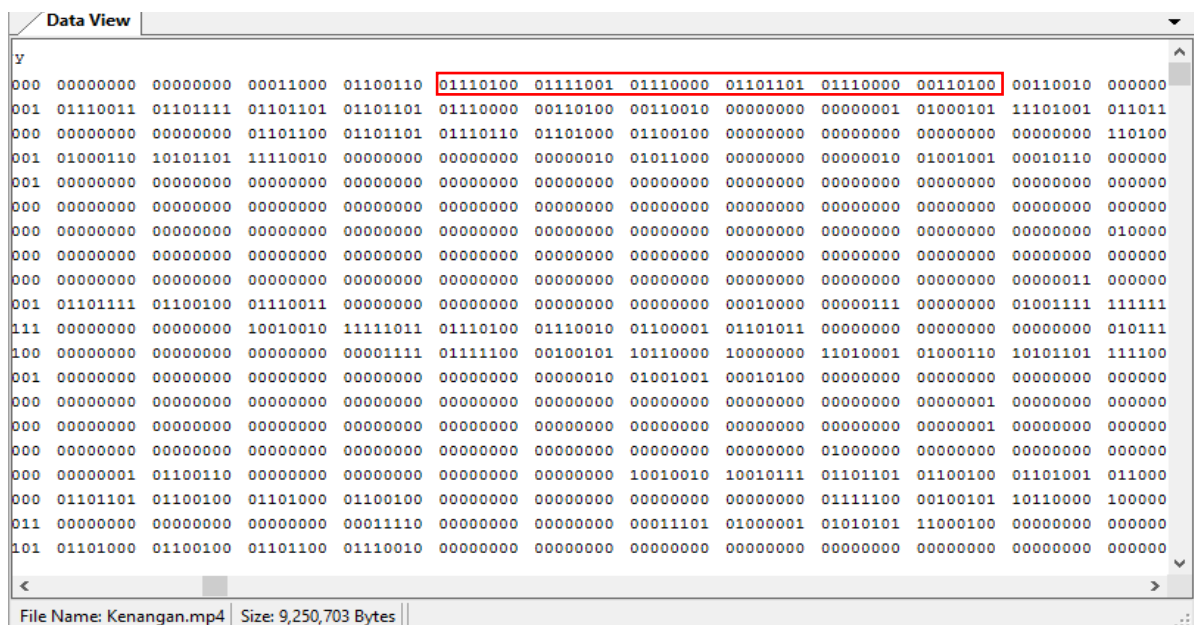 Data View
y
000 00000000 00000000 00011000 01100110 01110100 01111001 01110000 01101101 01110000 00110100 00110010 000000
001 01110011 01101111 01101101 01101101 01110000 00110100 00110010 00000000 00000001 01000101 11101001 011011
000 00000000 00000000 01101100 01101101 01110110 01101000 01100100 00000000 00000000 00000000 00000000 110100
001 01000110 10101101 11110010 00000000 00000000 00000010 01011000 00000000 00000010 01001001 00010110 000000
001 00000000 00000000 00000000 00000000 00000000 00000000 00000000 00000000 00000000 00000000 00000000 000000
000 00000000 00000000 00000000 00000000 00000000 00000000 00000000 00000000 00000000 00000000 00000000 000000
000 00000000 00000000 00000000 00000000 00000000 00000000 00000000 00000000 00000000 00000000 00000000 010000
000 00000000 00000000 00000000 00000000 00000000 00000000 00000000 00000000 00000000 00000000 00000000 000000
000 00000000 00000000 00000000 00000000 00000000 00000000 00000000 00000000 00000000 00000000 00000011 000000
001 01101111 01100100 01110011 00000000 00000000 00000000 00000000 00010000 00000111 00000000 01001111 111111
111 00000000 00000000 10010010 11111011 01110100 01110010 01100001 01101011 00000000 00000000 00000000 010111
100 00000000 00000000 00000000 00001111 01111100 00100101 10110000 10000000 11010001 01000110 10101101 111100
001 00000000 00000000 00000000 00000000 00000000 00000010 01001001 00010100 00000000 00000000 00000000 000000
000 00000000 00000000 00000000 00000000 00000000 00000000 00000000 00000000 00000000 00000001 00000000 000000
000 00000000 00000000 00000000 00000000 00000000 00000000 00000000 00000000 00000000 00000001 00000000 000000
000 00000000 00000000 00000000 00000000 00000000 00000000 00000000 00000000 01000000 00000000 00000000 000000
000 00000001 01100110 00000000 00000000 00000000 00000000 10010010 10010111 01101101 01100100 01101001 011000
000 01101101 01100100 01101000 01100100 00000000 00000000 00000000 00000000 01111100 00100101 10110000 100000
011 00000000 00000000 00000000 00011110 00000000 00000000 00011101 01000001 01010101 11000100 00000000 000000
101 01101000 01100100 01101100 01110010 00000000 00000000 00000000 00000000 00000000 00000000 00000000 000000
File Name: Kenangan.mp4 Size: 9,250,703 Bytes